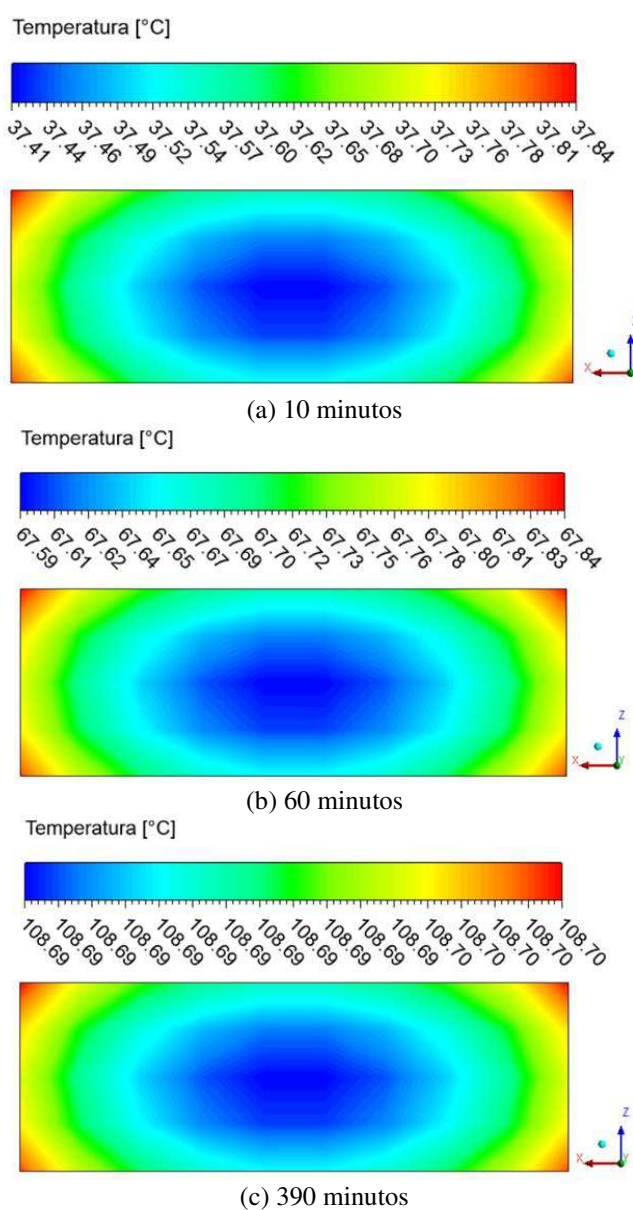 Temperatura [°C]
37.41 37.44 37.46 37.49 37.52 37.54 37.57 37.60 37.62 37.65 37.68 37.70 37.73 37.76 37.78 37.81 37.84
X
(a) 10 minutos
Temperatura [°C]
67.59 67.61 67.62 67.64 67.65 67.67 67.69 67.70 67.72 67.73 67.75 67.76 67.78 67.80 67.81 67.83 67.84
Z
X Y
(b) 60 minutos
Temperatura [°C]
108.69 108.69 108.69 108.69 108.69 108.69 108.69 108.69 108.69 108.69 108.69 108.70 108.70 108.70 108.70 108.70 108.70
Z
X Y
(c) 390 minutos